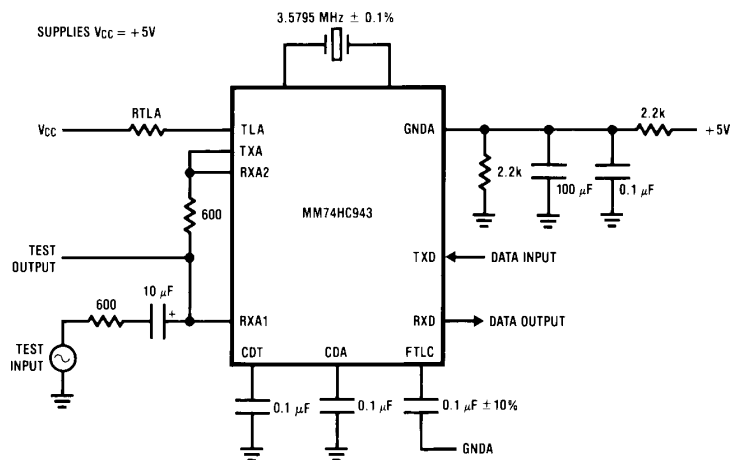 3.5795 MHz ± 0.1%
SUPPLIES VCC = +5V
VCC
RTLA
TLA
TXA
RXA2
600
TEST
OUTPUT
600
10 μF
+
RXA1
TEST
INPUT
MM74HC943
GNDA
2.2k
+5V
2.2k
100 μF
0.1 μF
TXD
DATA INPUT
RXD
DATA OUTPUT
CDT
CDA
FTLC
0.1 μF
0.1 μF
0.1 μF ±10%
GNDA